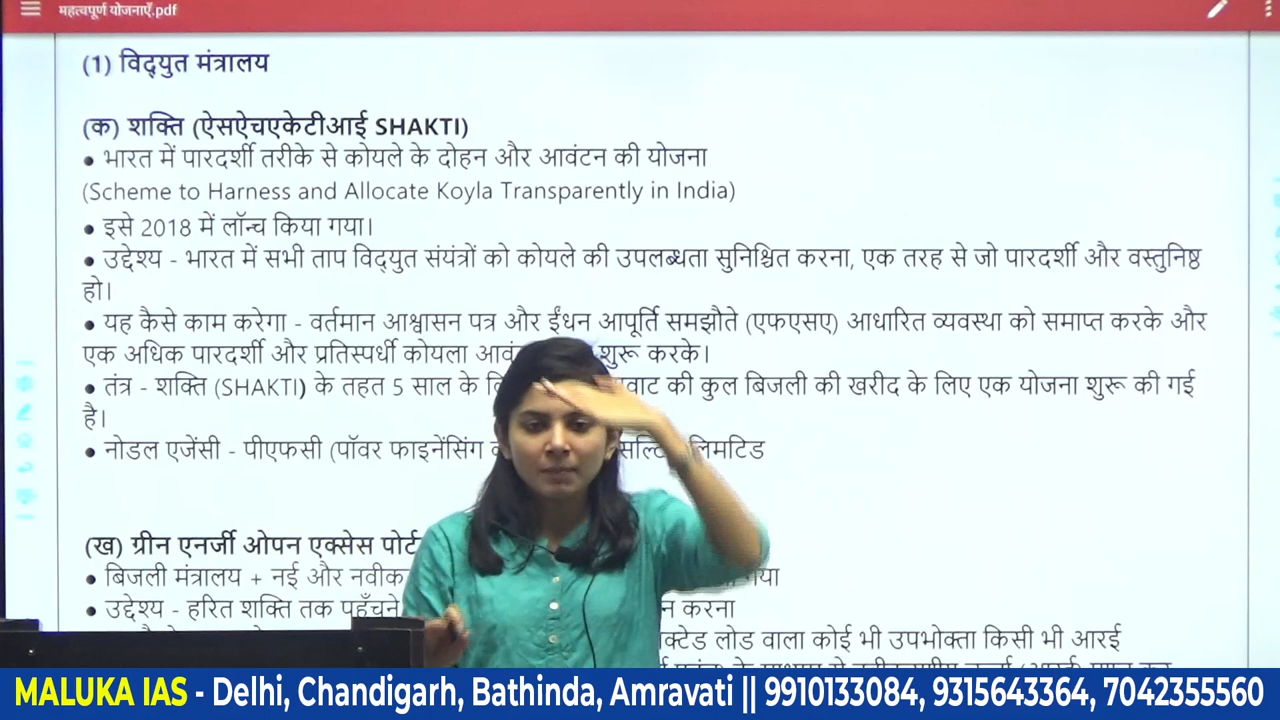 महत्वपूर्ण योजनाएँ.pdf
(1) विद्युत मंत्रालय
(क) शक्ति (ऐसऐचएकेटीआई SHAKTI)
• भारत में पारदर्शी तरीके से कोयले के दोहन और आवंटन की योजना
(Scheme to Harness and Allocate Koyla Transparently in India)
• इसे 2018 में लॉन्च किया गया।
• उद्देश्य - भारत में सभी ताप विद्युत संयंत्रों को कोयले की उपलब्धता सुनिश्चित करना, एक तरह से जो पारदर्शी और वस्तुनिष्ठ
हो।
• यह कैसे काम करेगा - वर्तमान आश्वासन पत्र और ईंधन आपूर्ति समझौते (एफएसए) आधारित व्यवस्था को समाप्त करके और
एक अधिक पारदर्शी और प्रतिस्पर्धी कोयला शुरू करके।
• तंत्र - शक्ति (SHAKTI) के तहत 5 साल के की कुल बिजली की खरीद के लिए एक योजना शुरू की गई
है।
• नोडल एजेंसी - पीएफसी (पॉवर फाइनेंसिंग लिमटिड
(ख) ग्रीन एनर्जी ओपन एक्सेस
• बिजली मंत्रालय + नई और गया
• उद्देश्य - हरित शक्ति तक पहुँचने करना
लोड वाला कोई भी उपभोक्ता किसी भी आरई
MALUKA IAS - Delhi, Chandigarh, Bathinda, Amravati || 9910133084, 9315643364, 7042355560